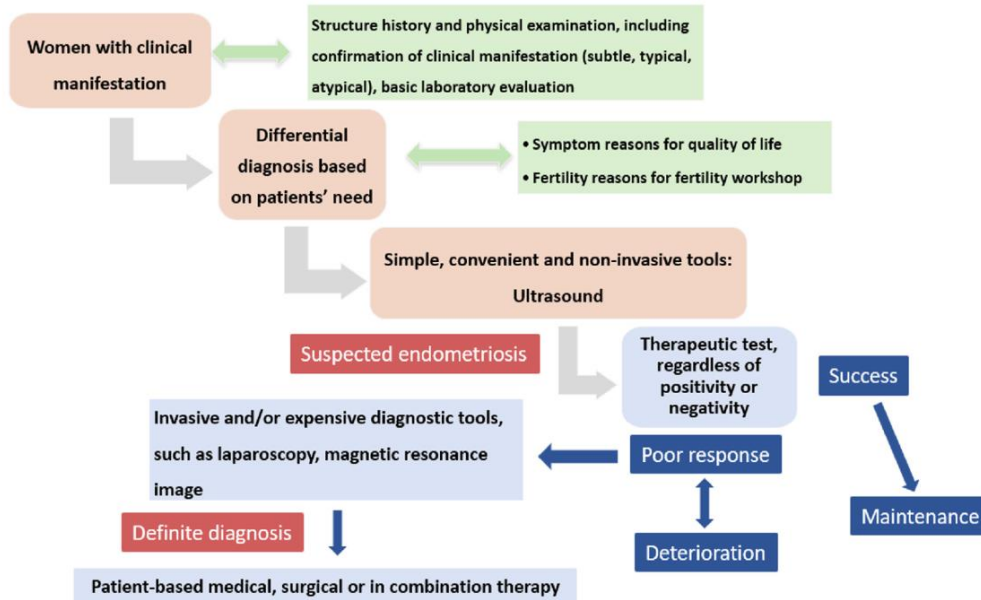 Women with clinical
manifestation
Structure history and physical examination, including
confirmation of clinical manifestation (subtle, typical,
atypical), basic laboratory evaluation
Differential
diagnosis based
on patients’ need
• Symptom reasons for quality of life
• Fertility reasons for fertility workshop
Simple, convenient and non-invasive tools:
Ultrasound
Suspected endometriosis
Therapeutic test,
regardless of
positivity or
negativity
Success
Invasive and/or expensive diagnostic tools,
such as laparoscopy, magnetic resonance
image
Poor response
Maintenance
Definite diagnosis
Deterioration
Patient-based medical, surgical or in combination therapy